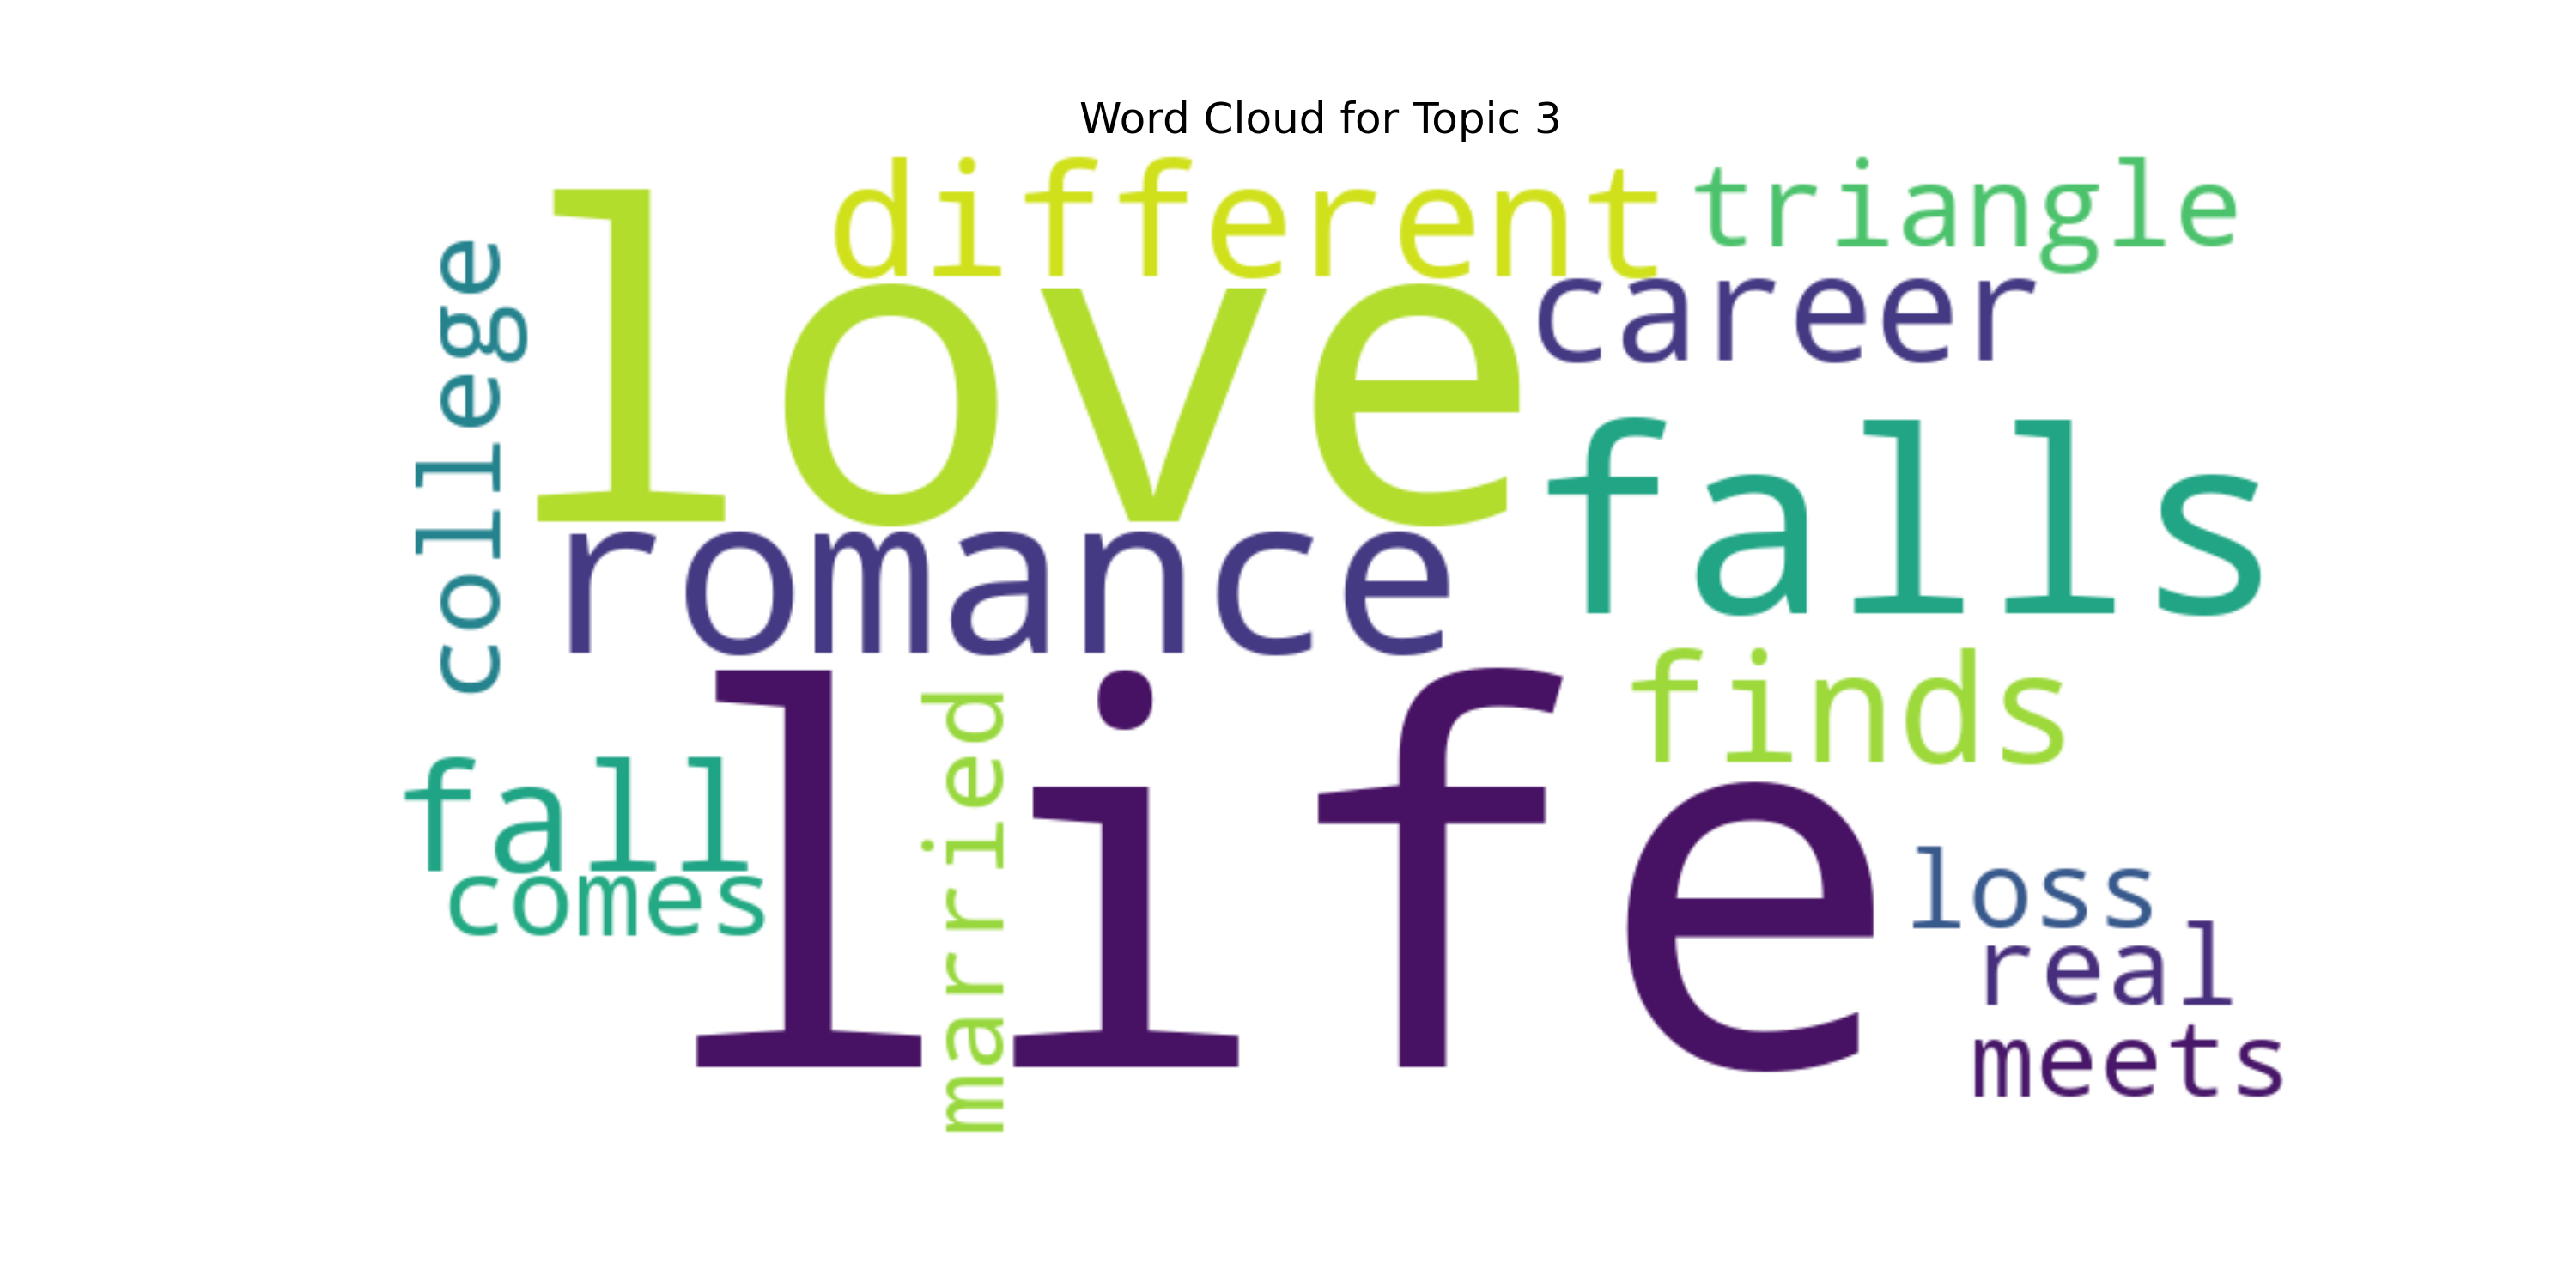 Word Cloud for Topic 3
different
triangle
love
career
college
falls
romance
finds
life
married
fall
comes
loss
real
meets